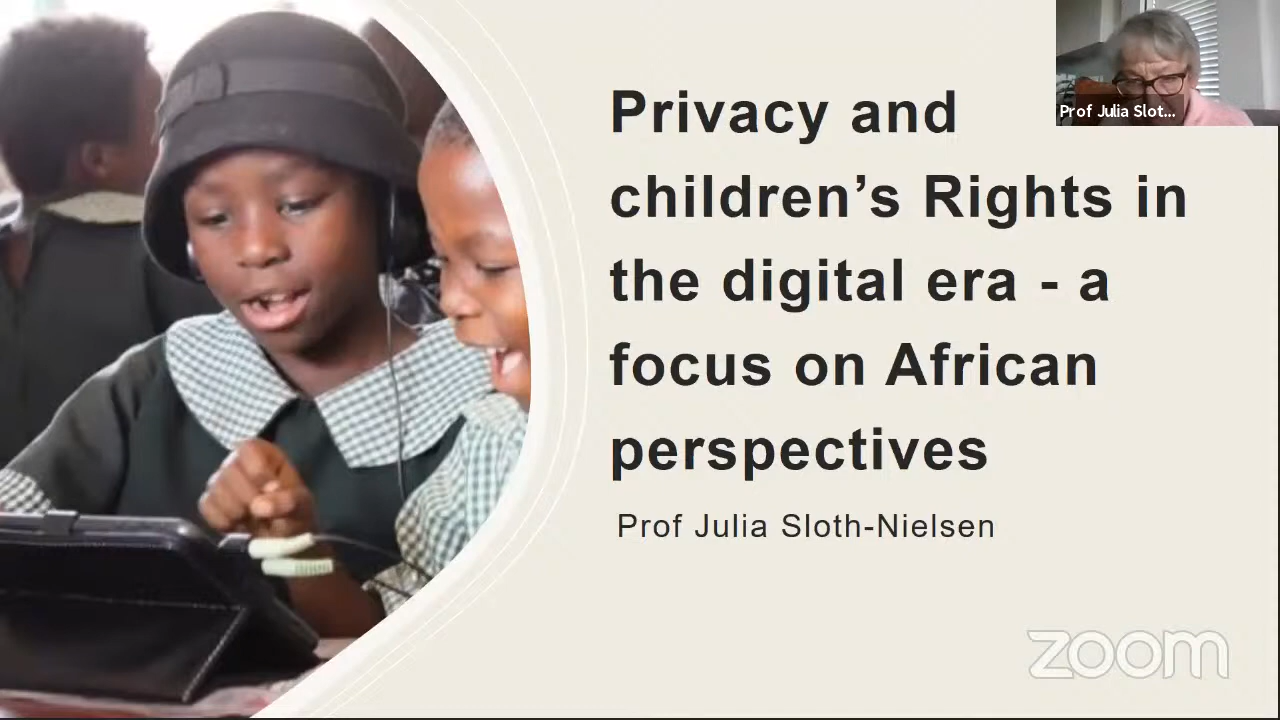 Privacy and
children’s Rights in
the digital era - a
focus on African
perspectives
Prof Julia Sloth-Nielsen
Prof Julia Slot...
zoom